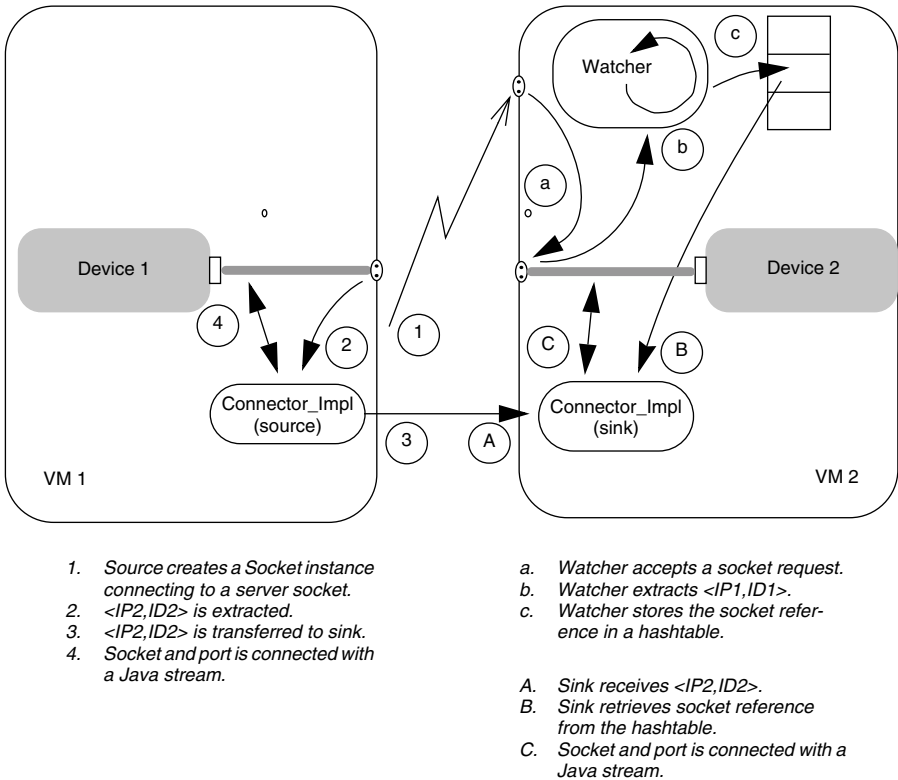 Watcher
c
b
a
Device 1
Device 2
4
2
1
C
B
Connector_Impl
(source)
Connector_Impl
(sink)
3
A
VM 1
VM 2
1. Source creates a Socket instance
connecting to a server socket.
2. <IP2,ID2> is extracted.
3. <IP2,ID2> is transferred to sink.
4. Socket and port is connected with
a Java stream.
a. Watcher accepts a socket request.
b. Watcher extracts <IP1,ID1>.
c. Watcher stores the socket refer-
ence in a hashtable.
A. Sink receives <IP2,ID2>.
B. Sink retrieves socket reference
from the hashtable.
C. Socket and port is connected with a
Java stream.